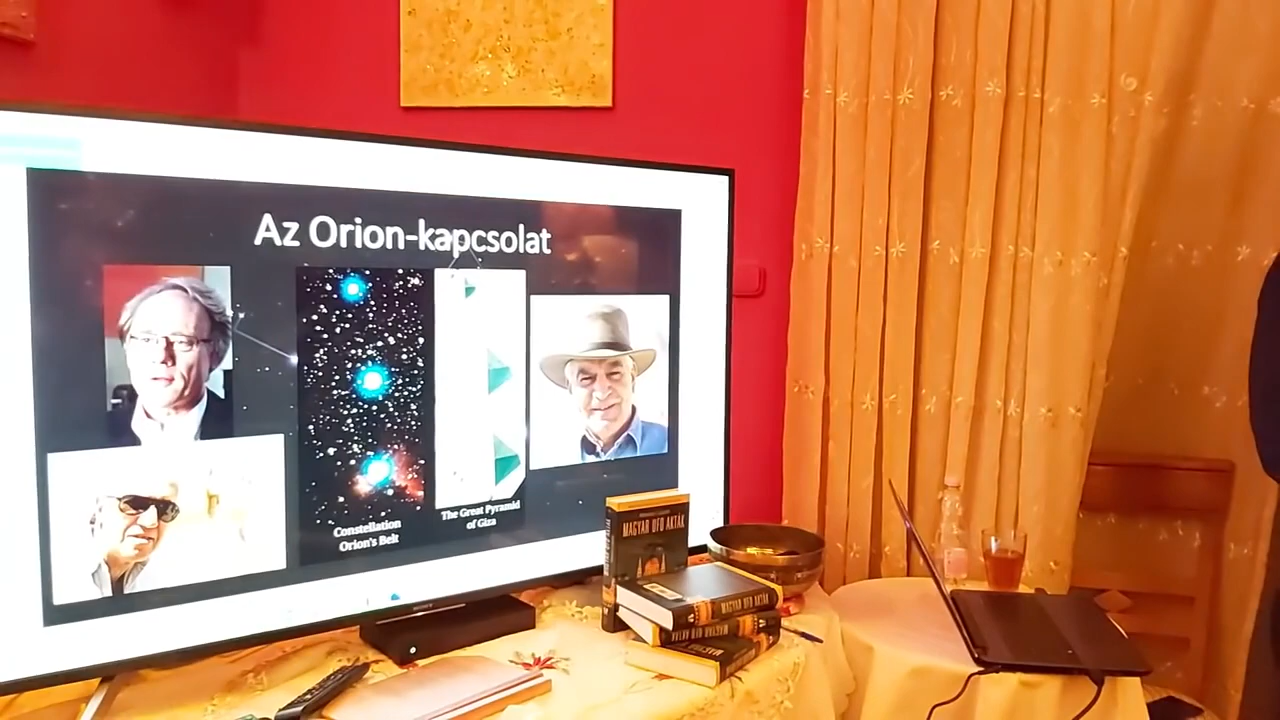 Az Orion-kapcsolat
Constellation
Orion's Belt
The Great Pyramid
of Giza
SONY
MAGYAR UFO AKTÁK
MAGYAR UFO AKTÁK
MAGYAR UFO AKTÁK